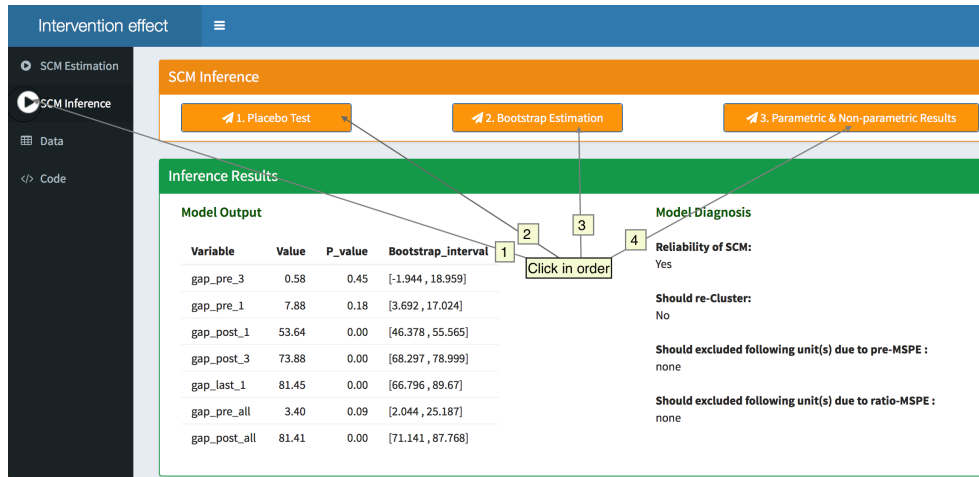 Intervention effect
SCM Estimation
SCM Inference
Data
</> Code
SCM Inference
1. Placebo Test
2. Bootstrap Estimation
3. Parametric & Non-parametric Results
Inference Results
Model Output
Variable Value P_value Bootstrap_interval
gap_pre_3 0.58 0.45 [-1.944 , 18.959]
gap_pre_1 7.88 0.18 [3.692 , 17.024]
gap_post_1 53.64 0.00 [46.378 , 55.565]
gap_post_3 73.88 0.00 [68.297 , 78.999]
gap_last_1 81.45 0.00 [66.796 , 89.67]
gap_pre_all 3.40 0.09 [2.044 , 25.187]
gap_post_all 81.41 0.00 [71.141 , 87.768]
1
2
3
4
Click in order
Model Diagnosis
Reliability of SCM:
Yes
Should re-Cluster:
No
Should excluded following unit(s) due to pre-MSPE :
none
Should excluded following unit(s) due to ratio-MSPE :
none